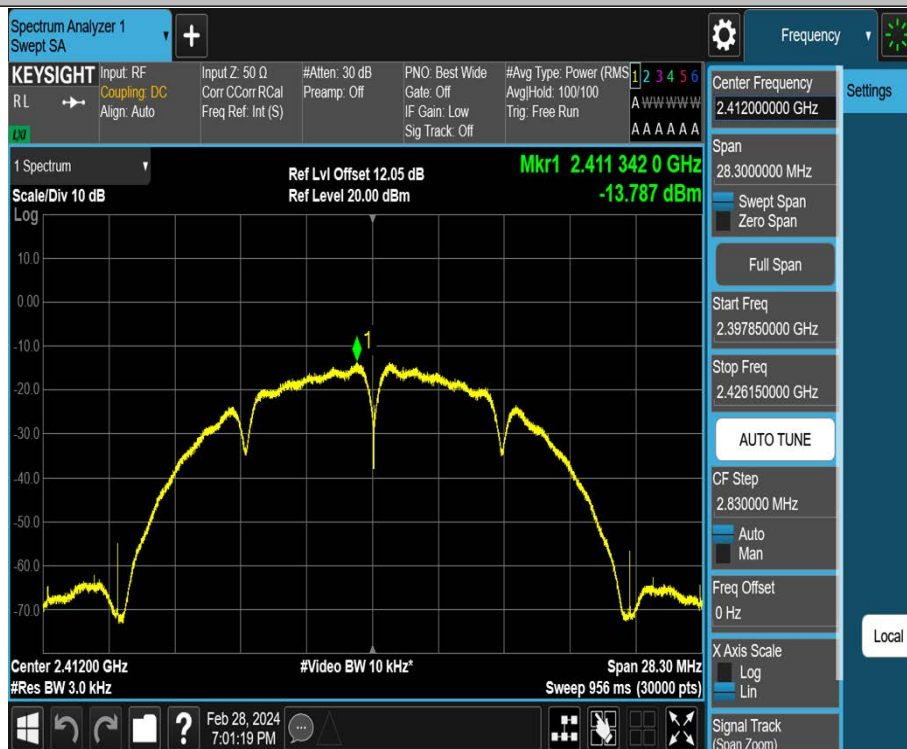 Spectrum Analyzer 1
Swept SA
+
Frequency
KEYSIGHT
RL
LXI
Input: RF
Coupling: DC
Align: Auto
Input Z: 50 Ω
Corr CCorr RCal
Freq Ref: Int (S)
#Atten: 30 dB
Preamp: Off
PNO: Best Wide
Gate: Off
IF Gain: Low
Sig Track: Off
#Avg Type: Power (RMS
Avg|Hold: 100/100
Trig: Free Run
1 2 3 4 5 6
A W W W W W
A A A A A A
1 Spectrum
Scale/Div 10 dB
Log
Ref Lvl Offset 12.05 dB
Ref Level 20.00 dBm
Mkr1 2.411 342 0 GHz
-13.787 dBm
10.0
0.00
-10.0
-20.0
-30.0
-40.0
-50.0
-60.0
-70.0
1
Center 2.41200 GHz
#Res BW 3.0 kHz
#Video BW 10 kHz*
Span 28.30 MHz
Sweep 956 ms (30000 pts)
?
Feb 28, 2024
7:01:19 PM
Center Frequency
2.412000000 GHz
Span
28.3000000 MHz
Swept Span
Zero Span
Full Span
Start Freq
2.397850000 GHz
Stop Freq
2.426150000 GHz
AUTO TUNE
CF Step
2.830000 MHz
Auto
Man
Freq Offset
0 Hz
X Axis Scale
Log
Lin
Signal Track
(Span Zoom)
Settings
Local